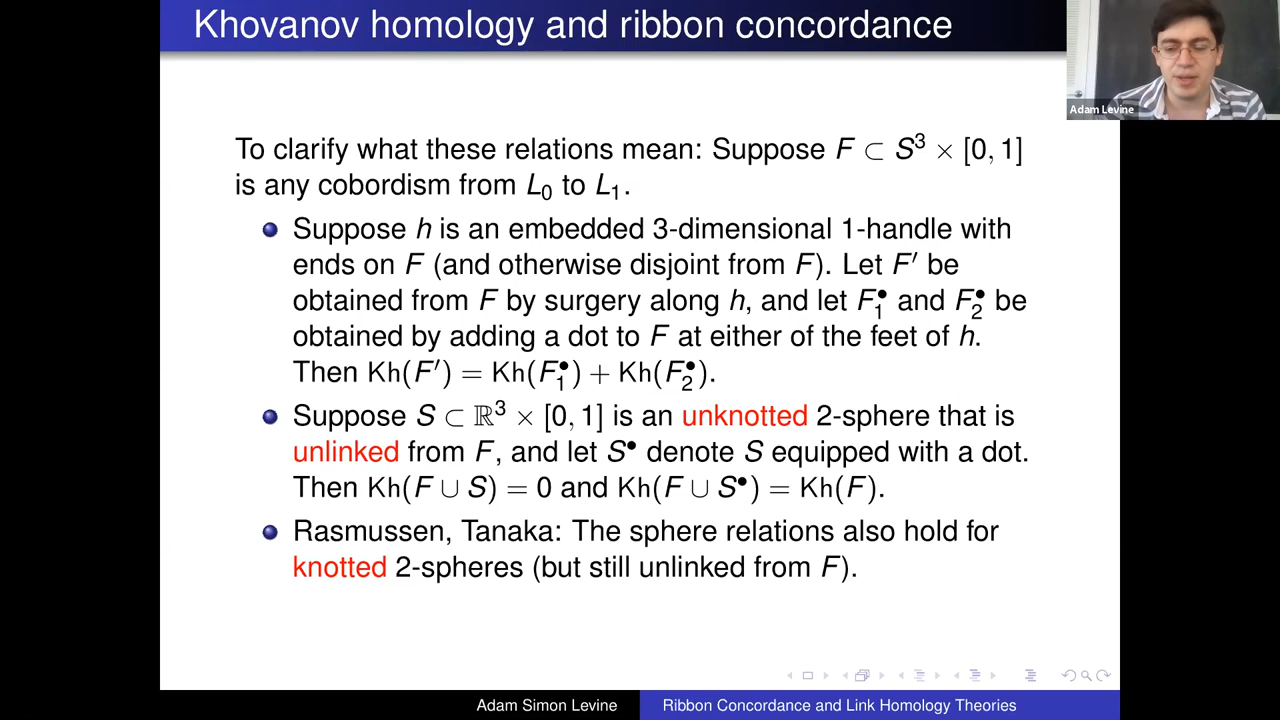 Khovanov homology and ribbon concordance
Adam Levine
To clarify what these relations mean: Suppose F ⊂ S³ × [0, 1]
is any cobordism from L₀ to L₁.
Suppose h is an embedded 3-dimensional 1-handle with
ends on F (and otherwise disjoint from F). Let F′ be
obtained from F by surgery along h, and let F₁• and F₂• be
obtained by adding a dot to F at either of the feet of h.
Then Kh(F′) = Kh(F₁•) + Kh(F₂•).
Suppose S ⊂ ℝ³ × [0, 1] is an unknotted 2-sphere that is
unlinked from F, and let S• denote S equipped with a dot.
Then Kh(F ∪ S) = 0 and Kh(F ∪ S•) = Kh(F).
Rasmussen, Tanaka: The sphere relations also hold for
knotted 2-spheres (but still unlinked from F).
Adam Simon Levine
Ribbon Concordance and Link Homology Theories